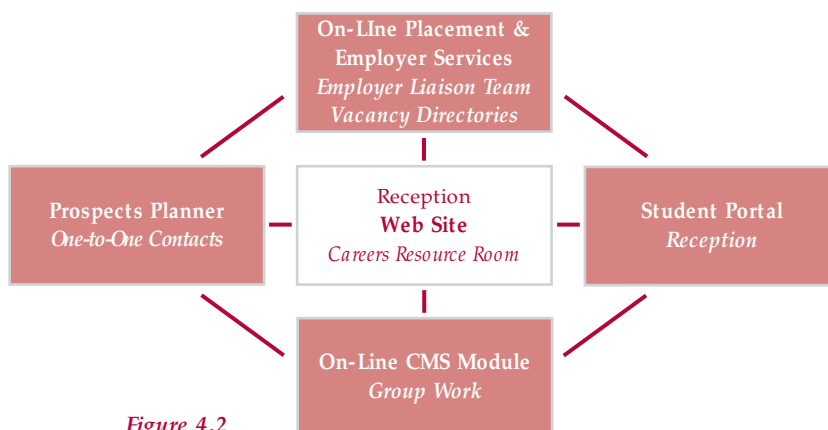 On-LIne Placement &
Employer Services
Employer Liaison Team
Vacancy Directories
Prospects Planner
One-to-One Contacts
Reception
Web Site
Careers Resource Room
Student Portal
Reception
On-Line CMS Module
Group Work
Figure 4.2